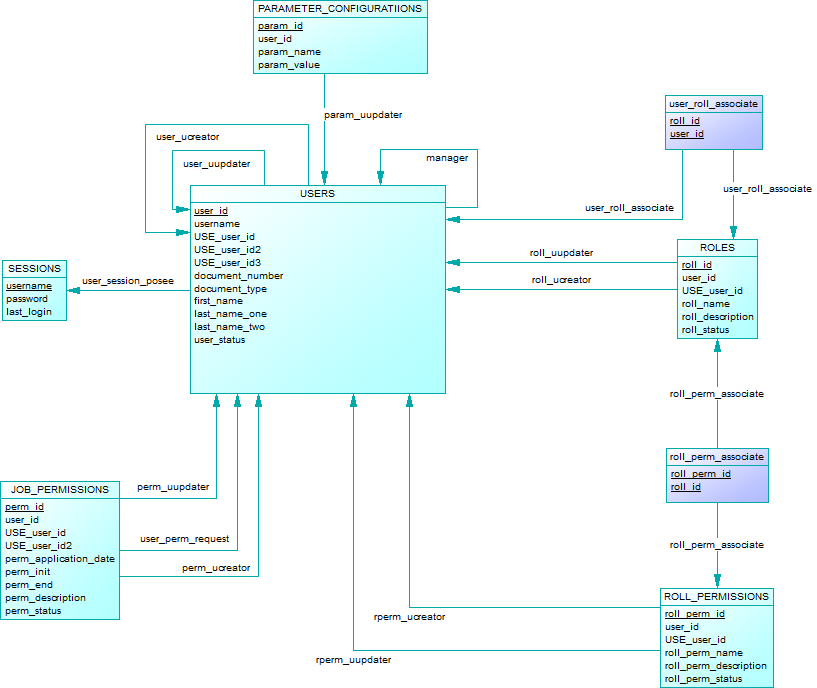 PARAMETER_CONFIGURATIIONS
param_id
user_id
param_name
param_value
param_uupdater
user_roll_associate
roll_id
user_id
user_ucreator
user_uupdater
manager
user_roll_associate
user_roll_associate
USERS
user_id
username
USE_user_id
USE_user_id2
USE_user_id3
document_number
document_type
first_name
last_name_one
last_name_two
user_status
roll_uupdater
roll_ucreator
ROLES
roll_id
user_id
USE_user_id
roll_name
roll_description
roll_status
SESSIONS
username
password
last_login
user_session_posee
roll_perm_associate
roll_perm_associate
roll_perm_id
roll_id
roll_perm_associate
JOB_PERMISSIONS
perm_id
user_id
USE_user_id
USE_user_id2
perm_application_date
perm_init
perm_end
perm_description
perm_status
perm_uupdater
user_perm_request
perm_ucreator
rperm_ucreator
rperm_uupdater
ROLL_PERMISSIONS
roll_perm_id
user_id
USE_user_id
roll_perm_name
roll_perm_description
roll_perm_status